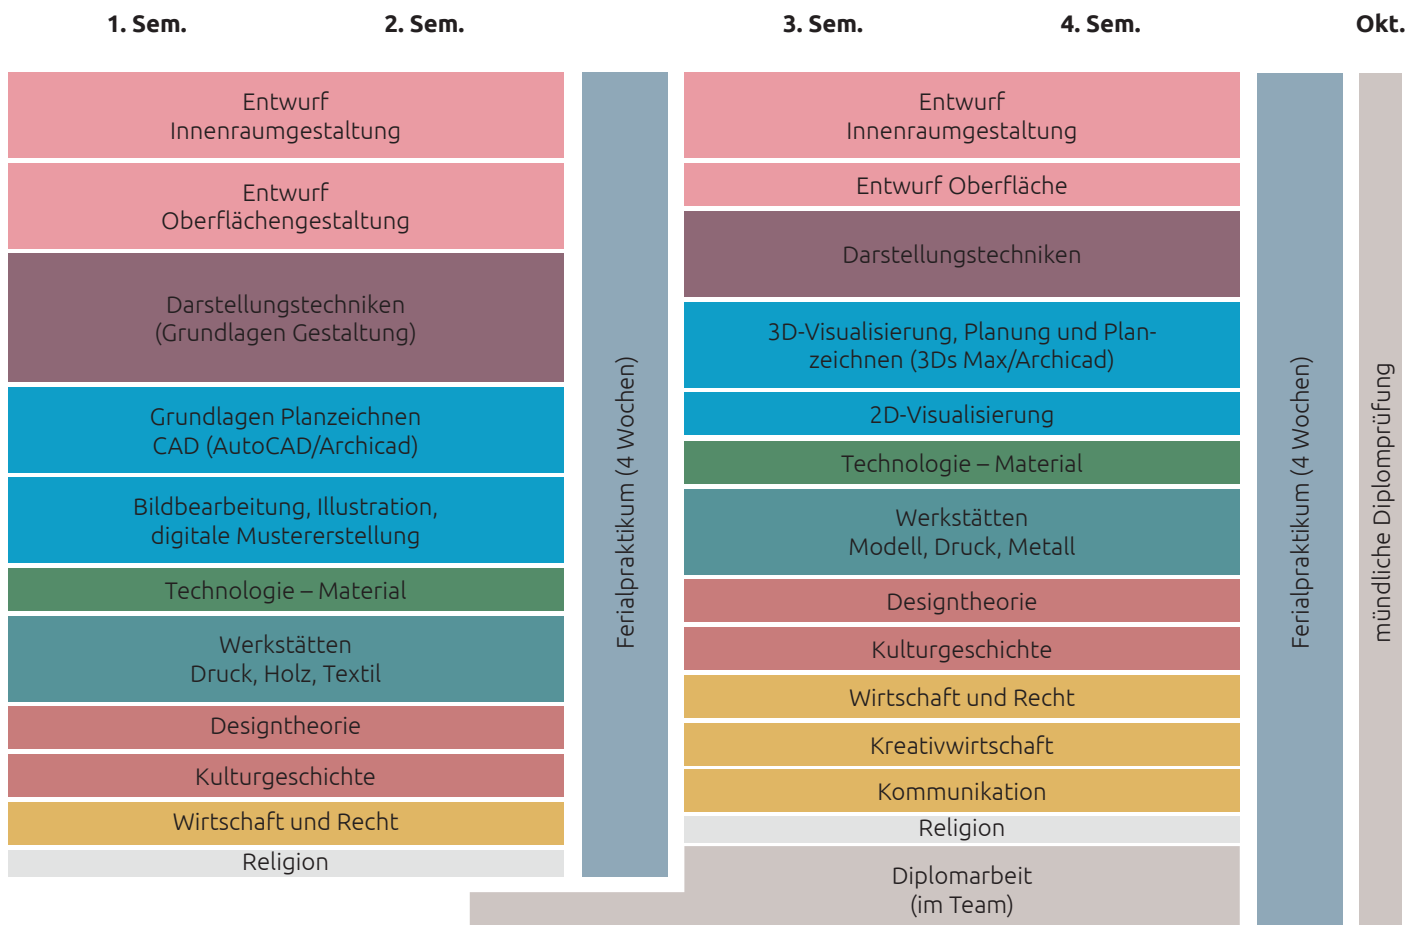 1. Sem.
2. Sem.
3. Sem.
4. Sem.
Okt.
Entwurf
Innenraumgestaltung
Entwurf
Oberflächengestaltung
Darstellungstechniken
(Grundlagen Gestaltung)
Grundlagen Planzeichnen
CAD (AutoCAD/Archicad)
Bildbearbeitung, Illustration,
digitale Mustererstellung
Technologie – Material
Werkstätten
Druck, Holz, Textil
Designtheorie
Kulturgeschichte
Wirtschaft und Recht
Religion
Ferialpraktikum (4 Wochen)
Entwurf
Innenraumgestaltung
Entwurf Oberfläche
Darstellungstechniken
3D-Visualisierung, Planung und Plan-
zeichnen (3Ds Max/Archicad)
2D-Visualisierung
Technologie – Material
Werkstätten
Modell, Druck, Metall
Designtheorie
Kulturgeschichte
Wirtschaft und Recht
Kreativwirtschaft
Kommunikation
Religion
Diplomarbeit
(im Team)
Ferialpraktikum (4 Wochen)
mündliche Diplomprüfung